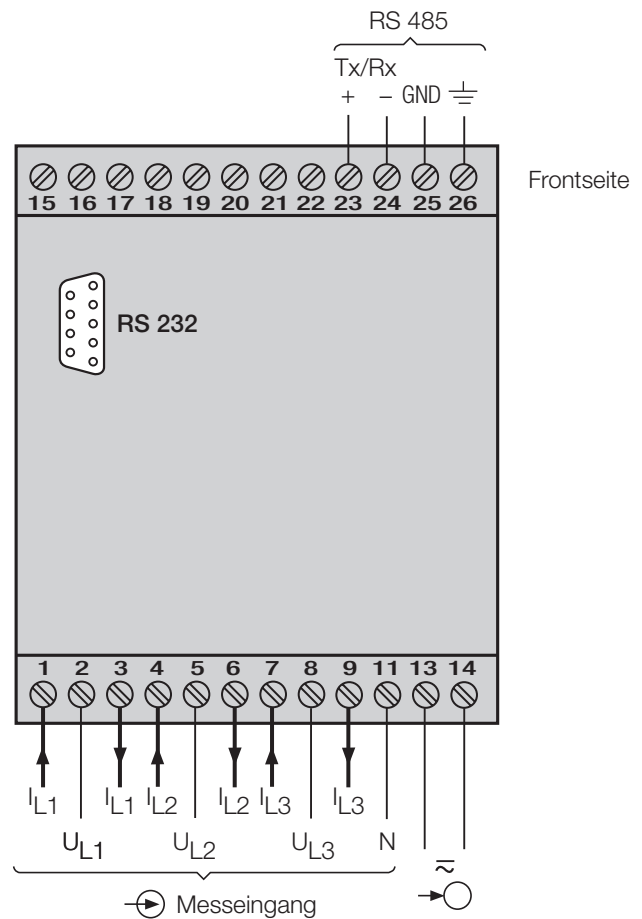 RS 485
Tx/Rx
+ – GND
Frontseite
15 16 17 18 19 20 21 22 23 24 25 26
RS 232
1 2 3 4 5 6 7 8 9 11 13 14
IL1 IL1 IL2 IL2 IL3 IL3
UL1 UL2 UL3 N
Messeingang